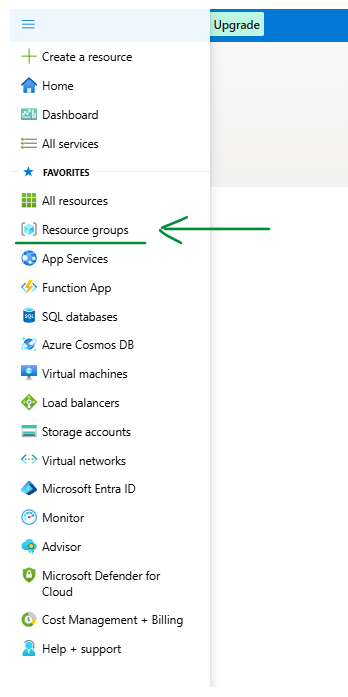 Upgrade
Create a resource
Home
Dashboard
All services
FAVORITES
All resources
Resource groups
App Services
Function App
SQL databases
Azure Cosmos DB
Virtual machines
Load balancers
Storage accounts
Virtual networks
Microsoft Entra ID
Monitor
Advisor
Microsoft Defender for
Cloud
Cost Management + Billing
Help + support